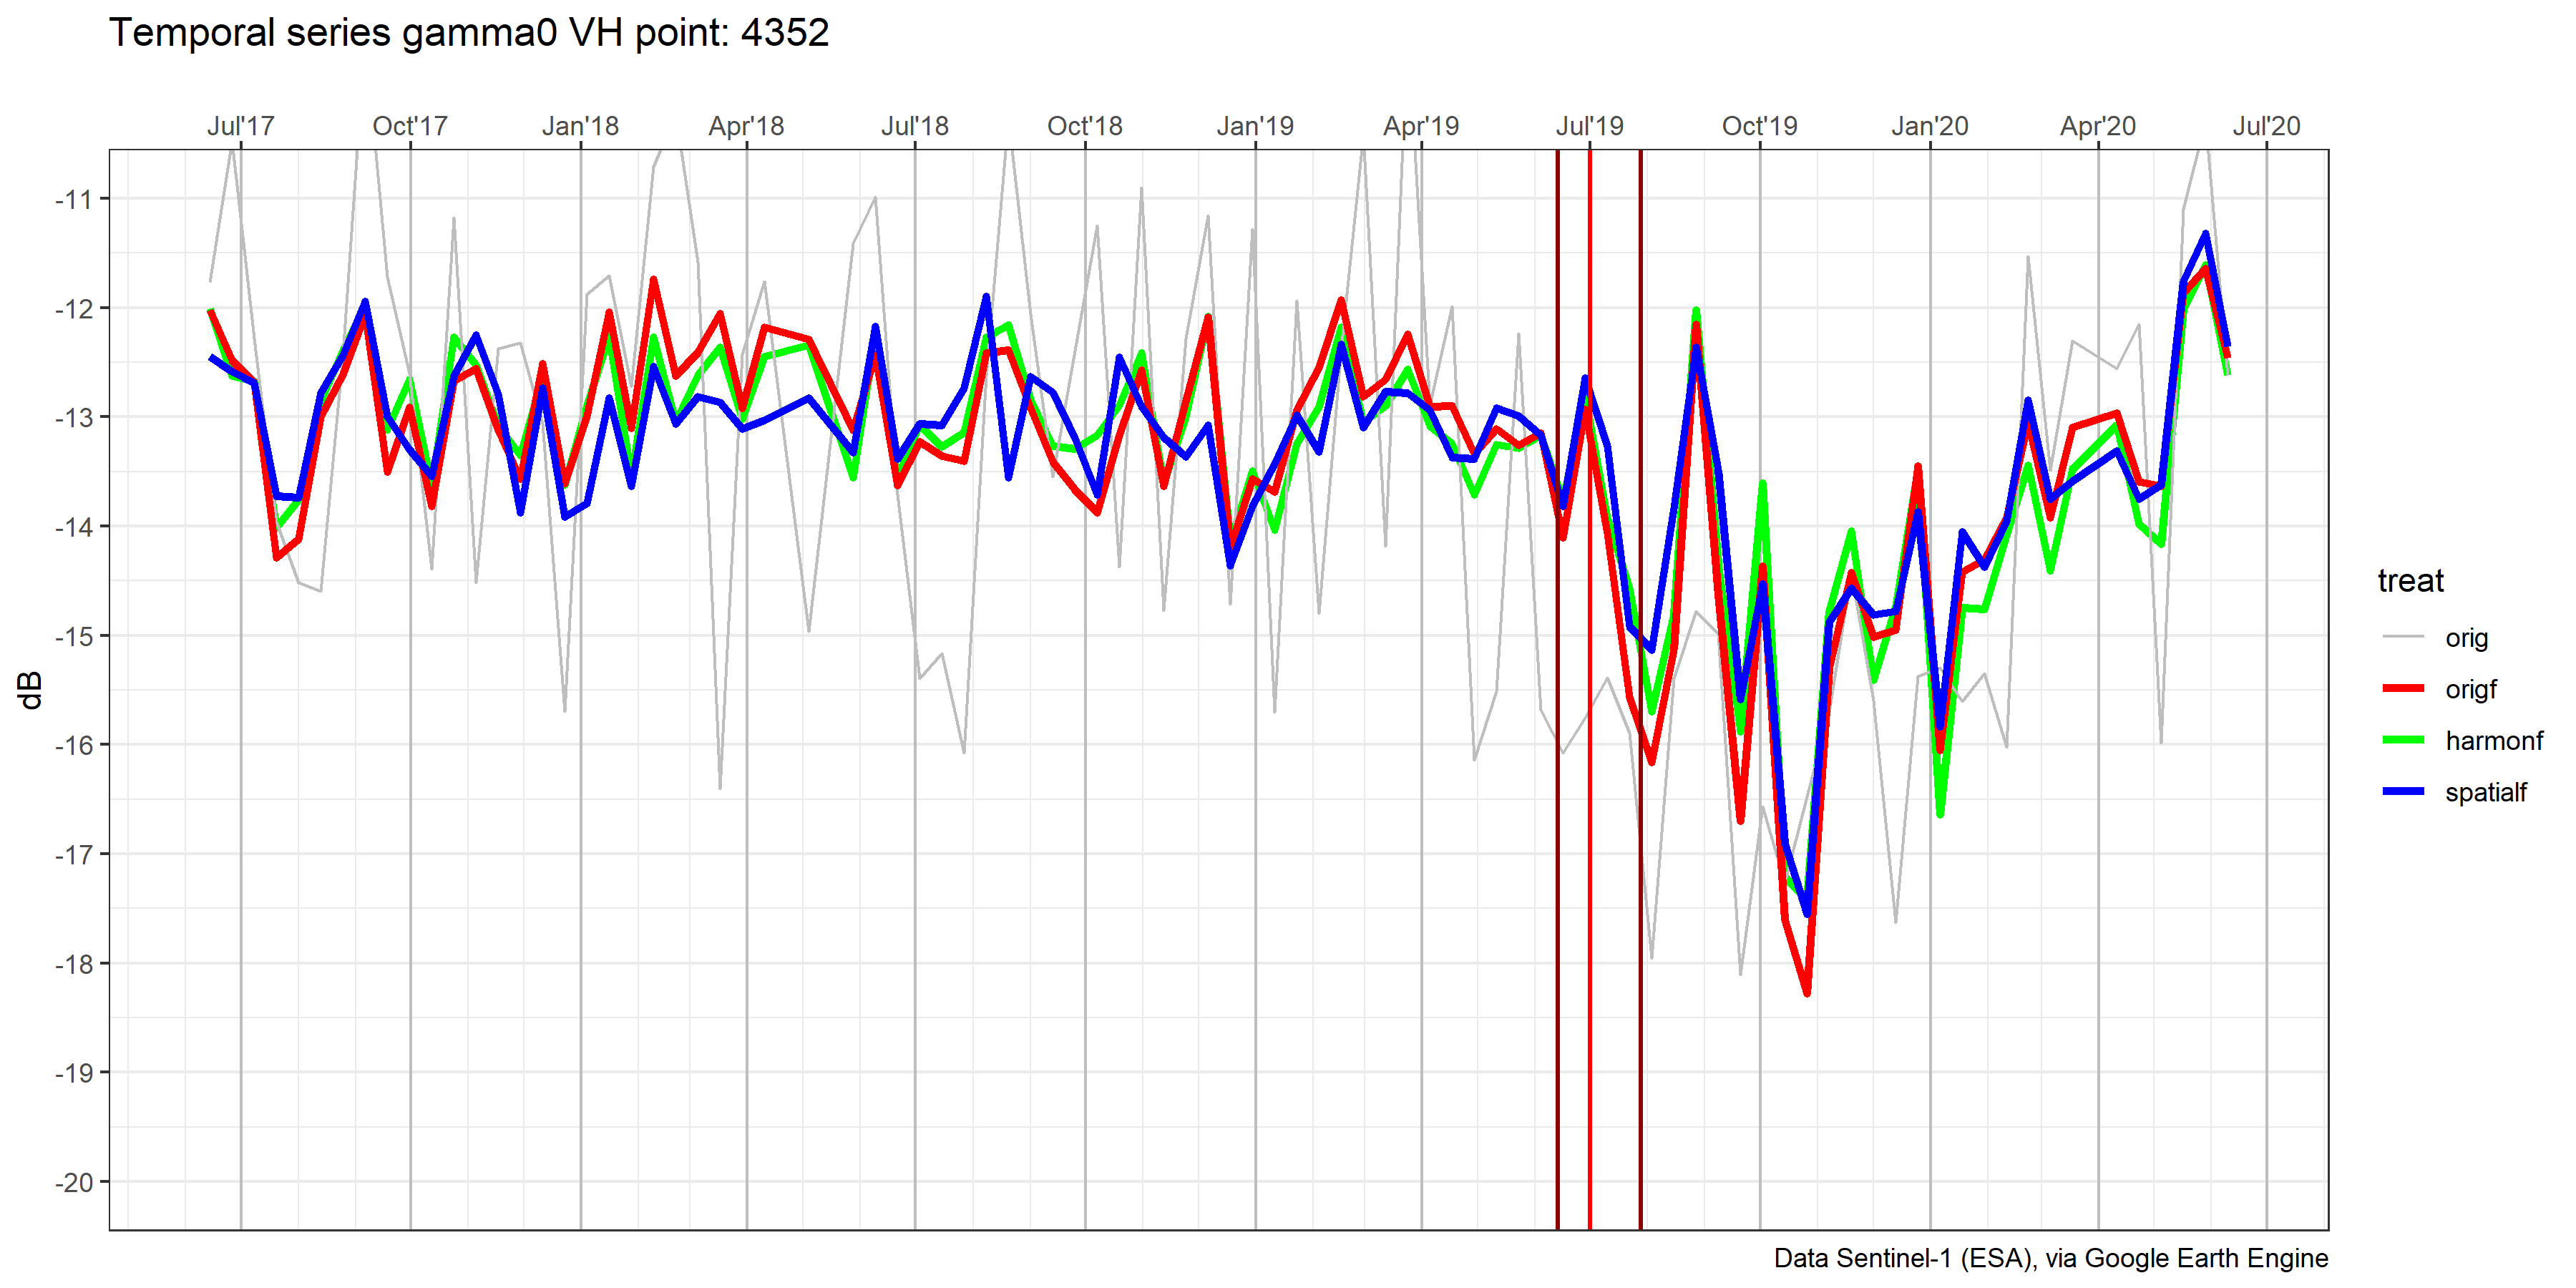 Temporal series gamma0 VH point: 4352
Jul'17 Oct'17 Jan'18 Apr'18 Jul'18 Oct'18 Jan'19 Apr'19 Jul'19 Oct'19 Jan'20 Apr'20 Jul'20
-11
-12
-13
-14
-15
-16
-17
-18
-19
-20
dB
treat
orig
origf
harmonf
spatialf
Data Sentinel-1 (ESA), via Google Earth Engine